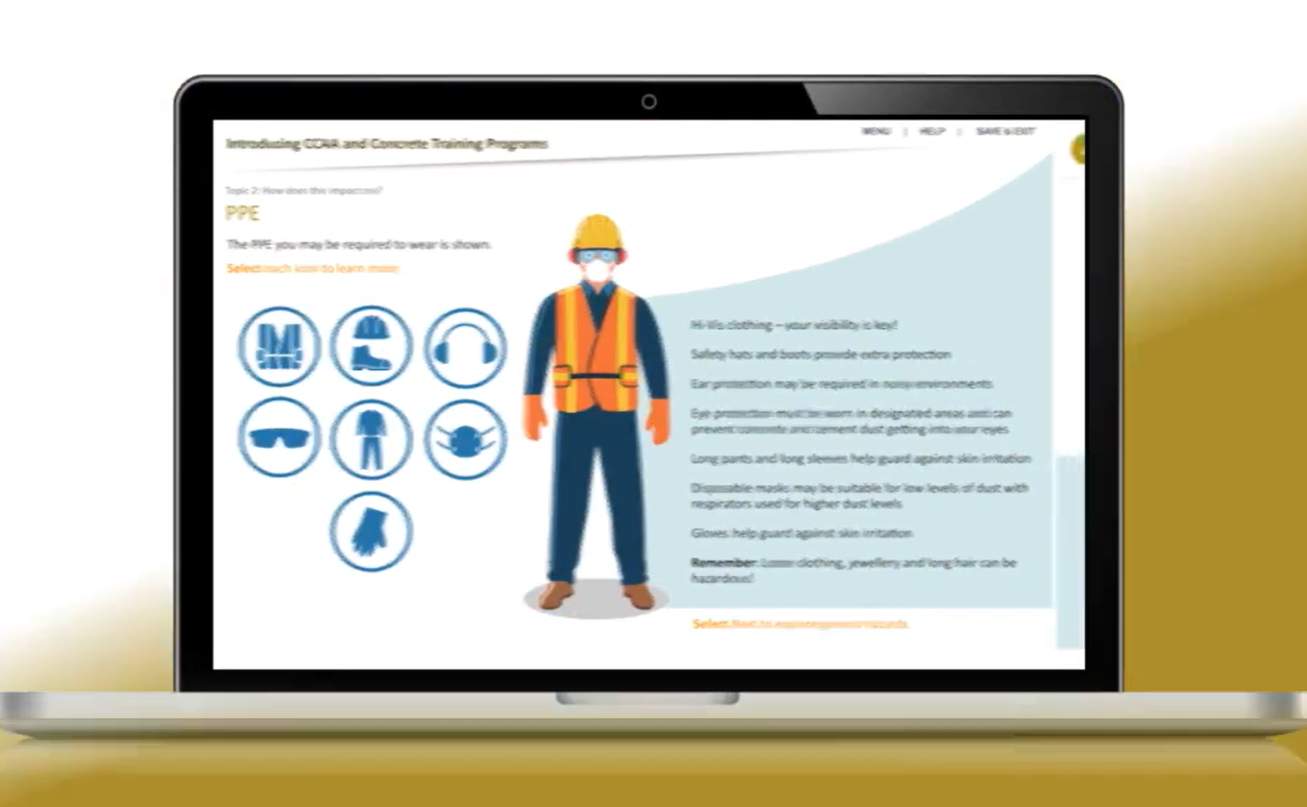 MENU | HELP | SAVE & EXIT
Introducing CCAA and Concrete Training Programs
Topic 2: How does this impact me?
PPE
The PPE you may be required to wear is shown.
Select each icon to learn more
Hi-Vis clothing – your visibility is key!
Safety hats and boots provide extra protection
Ear protection may be required in noisy environments
Eye protection must be worn in designated areas and can
prevent concrete and cement dust getting into your eyes
Long pants and long sleeves help guard against skin irritation
Disposable masks may be suitable for low levels of dust with
respirators used for higher dust levels
Gloves help guard against skin irritation
Remember: Loose clothing, jewellery and long hair can be
hazardous!
Select Next to